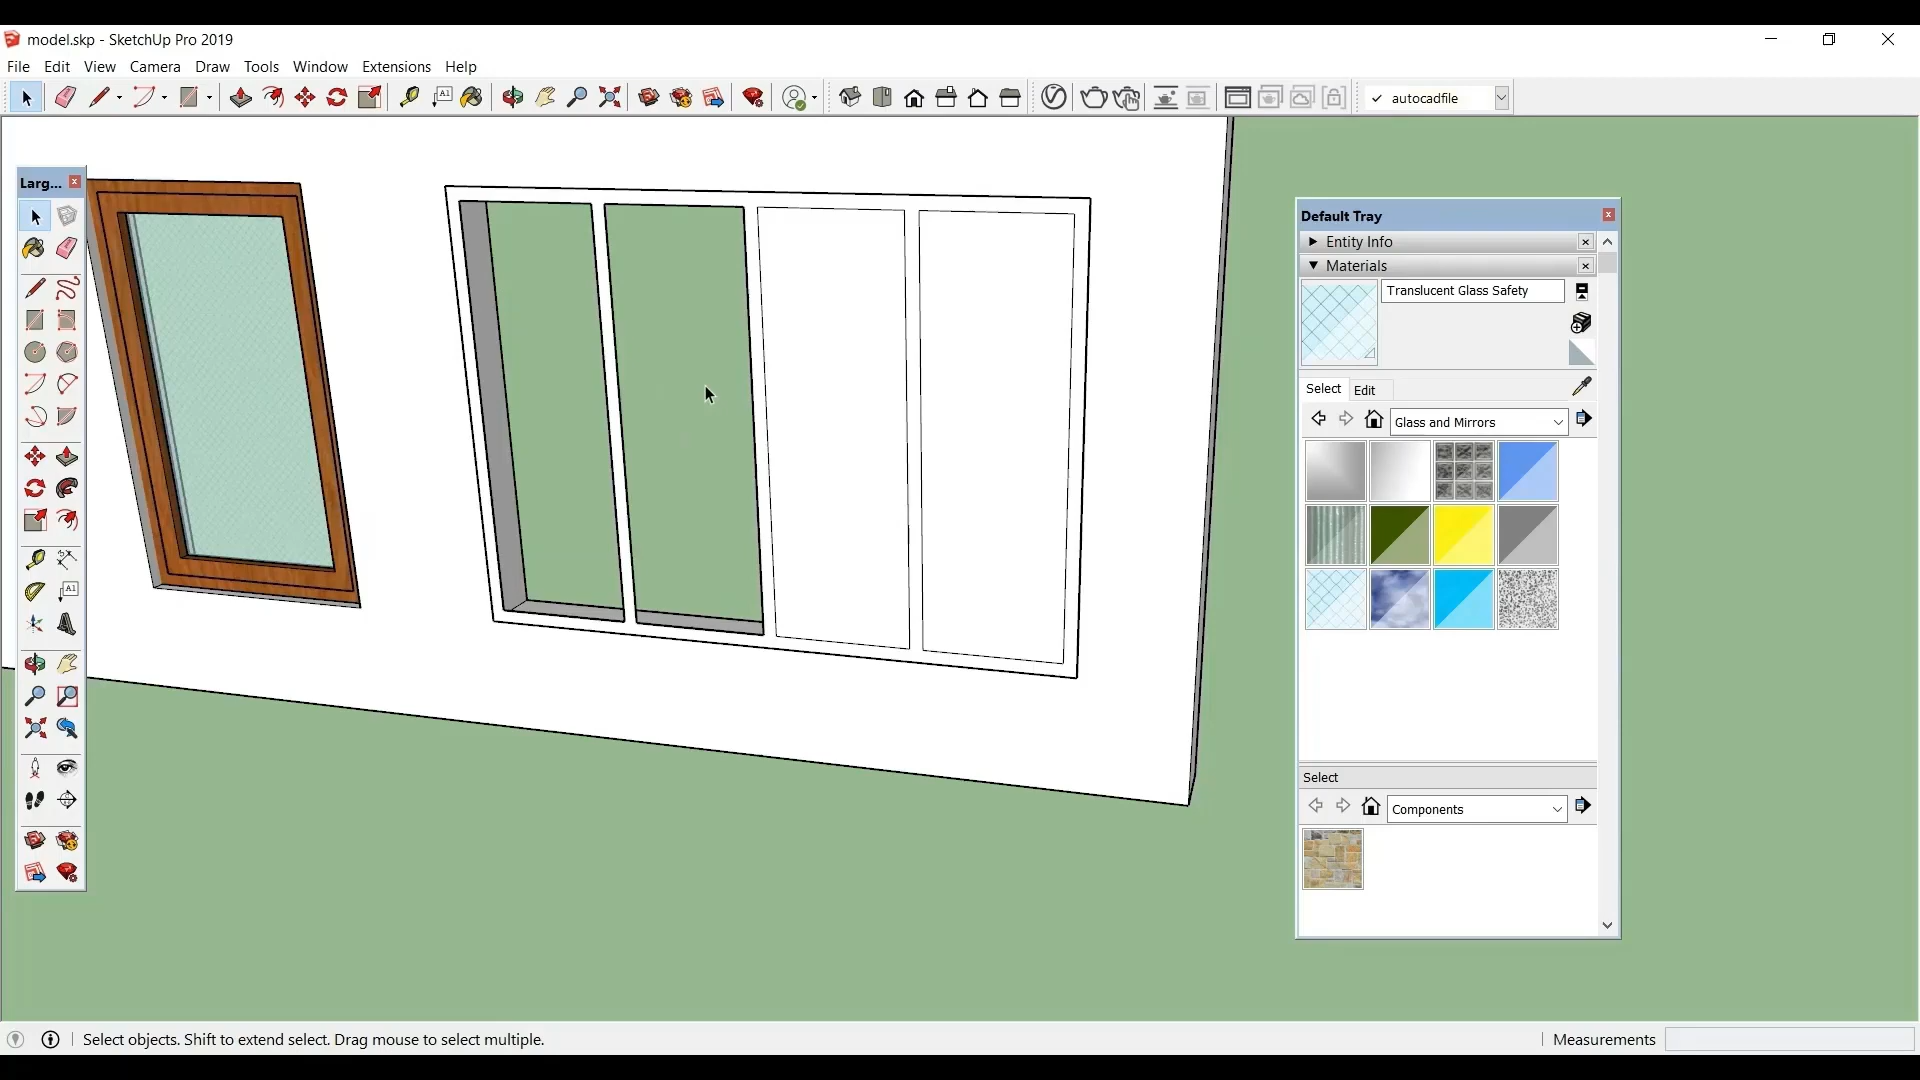 model.skp - SketchUp Pro 2019
File Edit View Camera Draw Tools Window Extensions Help
A1
autocadfile
Larg...
A1
Default Tray
Entity Info
Materials
Translucent Glass Safety
Select Edit
Glass and Mirrors
Select
Components
Select objects. Shift to extend select. Drag mouse to select multiple.
Measurements